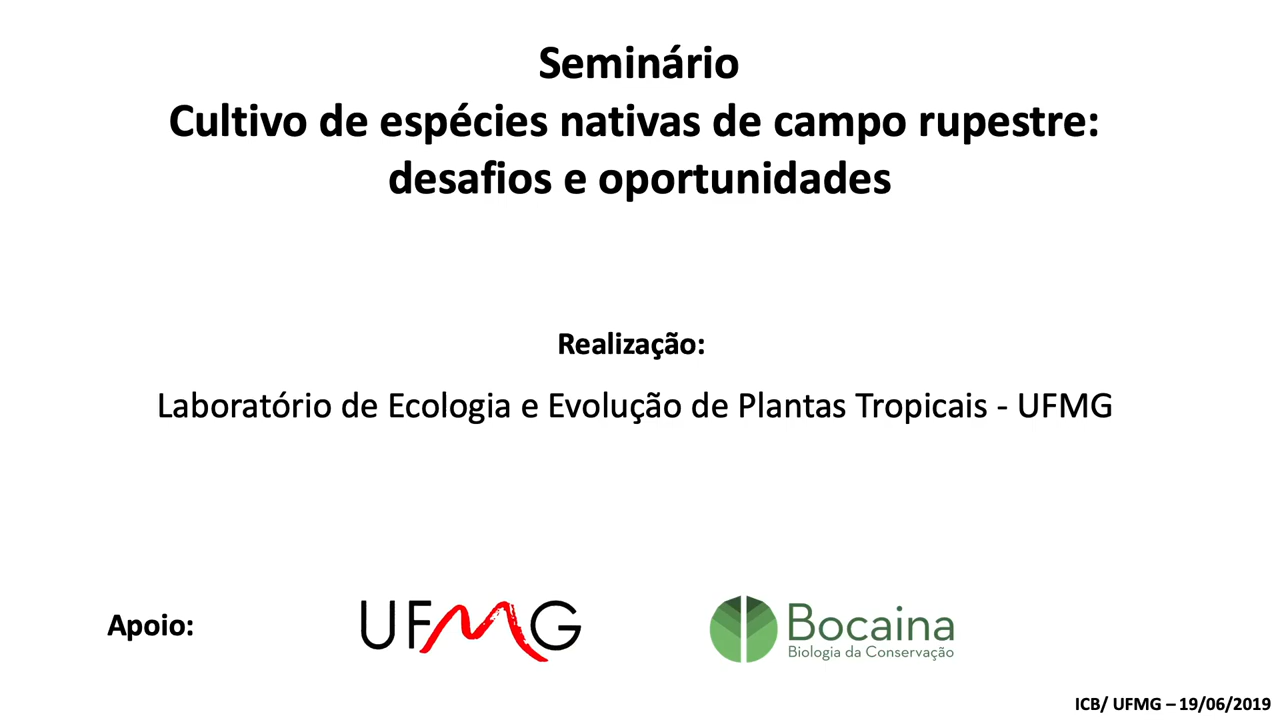 Seminário
Cultivo de espécies nativas de campo rupestre:
desafios e oportunidades
Realização:
Laboratório de Ecologia e Evolução de Plantas Tropicais - UFMG
Apoio:
UFMG
Bocaina
Biologia da Conservação
ICB/ UFMG – 19/06/2019